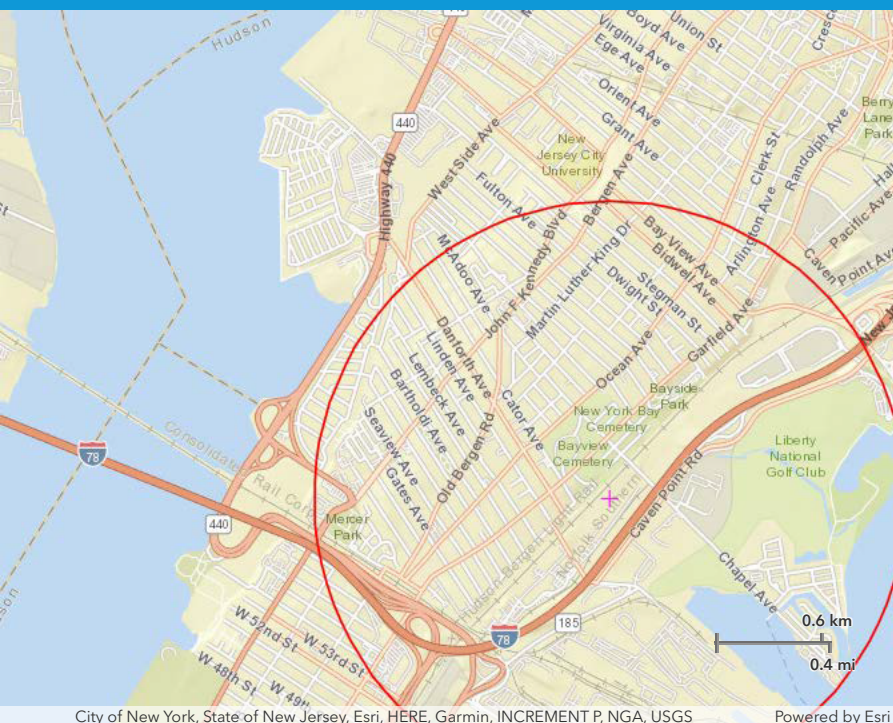 Hudson
440
Boyd Ave
Union St
Virginia Ave
Ege Ave
Orient Ave
Grant Ave
Berry
Lane
Park
New
Jersey City
University
Clerk St
Randolph Ave
West Side Ave
Highway 440
Bergen Ave
Fulton Ave
Pacific Ave
Arlington Ave
Caven
Point Av
Bay View Ave
Bidwell Ave
McAdoo Ave
John F Kennedy Blvd
Martin Luther King Dr
Stegman St
Dwight St
Garfield Ave
Danforth Ave
Linden Ave
Lembeck Ave
Bartholdi Ave
Ocean Ave
Cator Ave
Bayside
Park
New York Bay
Cemetery
Bayview
Cemetery
Liberty
National
Golf Club
Seaview Ave
Gates Ave
Old Bergen Rd
78
Consolidated
Rail Corp
440
Mercer
Park
Caven Point Rd
Hudson-Bergen Light Rail
Norfolk Southern
Chapel Ave
185
78
W 52nd St
W 53rd St
W 48th St
W 49th
0.6 km
0.4 mi
City of New York, State of New Jersey, Esri, HERE, Garmin, INCREMENT P, NGA, USGS
Powered by Esri